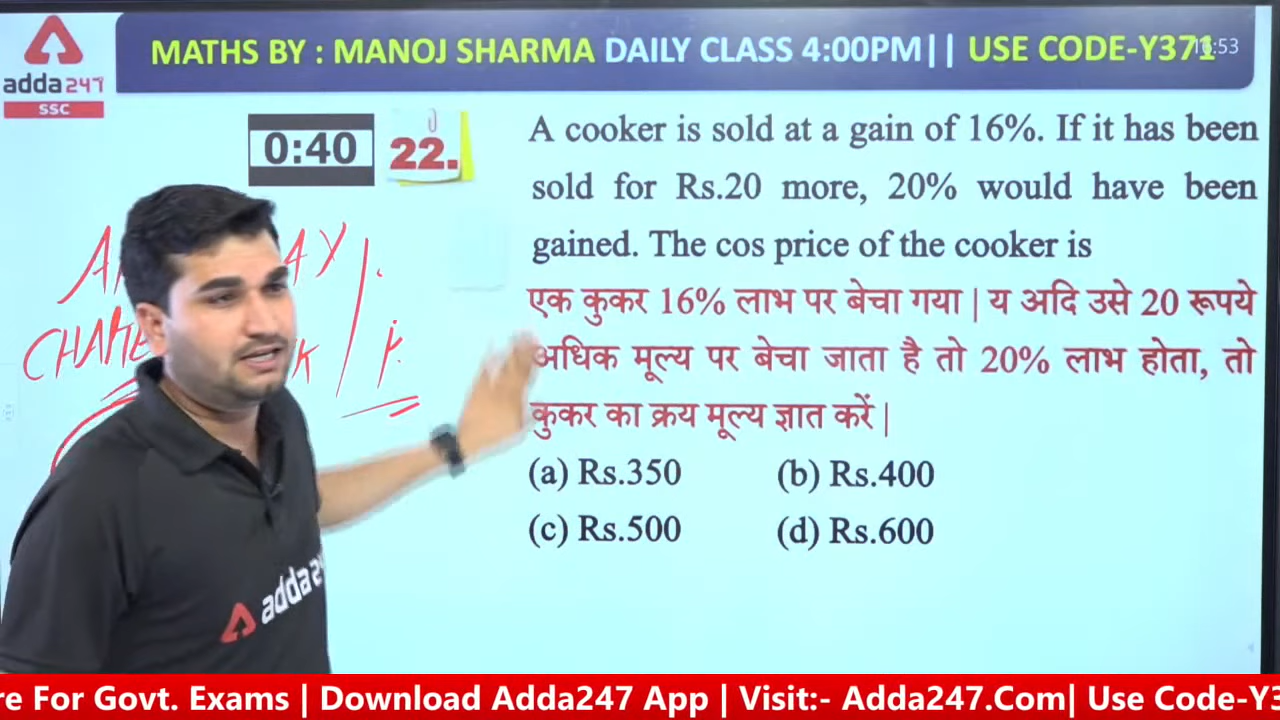 MATHS BY : MANOJ SHARMA DAILY CLASS 4:00PM|| USE CODE-Y371
:53
adda247
SSC
0:40
22.
A cooker is sold at a gain of 16%. If it has been
sold for Rs.20 more, 20% would have been
gained. The cos price of the cooker is
एक कुकर 16% लाभ पर बेचा गया | य अदि उसे 20 रूपये
अधिक मूल्य पर बेचा जाता है तो 20% लाभ होता, तो
कुकर का क्रय मूल्य ज्ञात करें |
(a) Rs.350 (b) Rs.400
(c) Rs.500 (d) Rs.600
adda24
re For Govt. Exams | Download Adda247 App | Visit:- Adda247.Com| Use Code-Y3